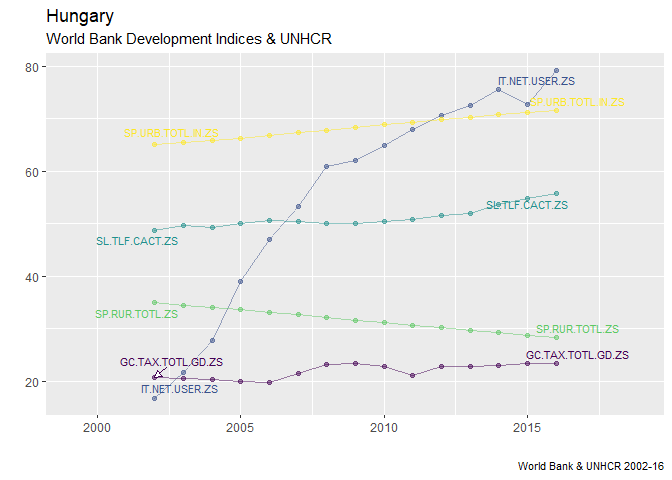 Hungary
World Bank Development Indices & UNHCR
80
IT.NET.USER.ZS
SP.URB.TOTL.IN.ZS
SP.URB.TOTL.IN.ZS
60
SL.TLF.CACT.ZS
SL.TLF.CACT.ZS
40
SP.RUR.TOTL.ZS
SP.RUR.TOTL.ZS
GC.TAX.TOTL.GD.ZS
GC.TAX.TOTL.GD.ZS
20
IT.NET.USER.ZS
2000 2005 2010 2015
World Bank & UNHCR 2002-16